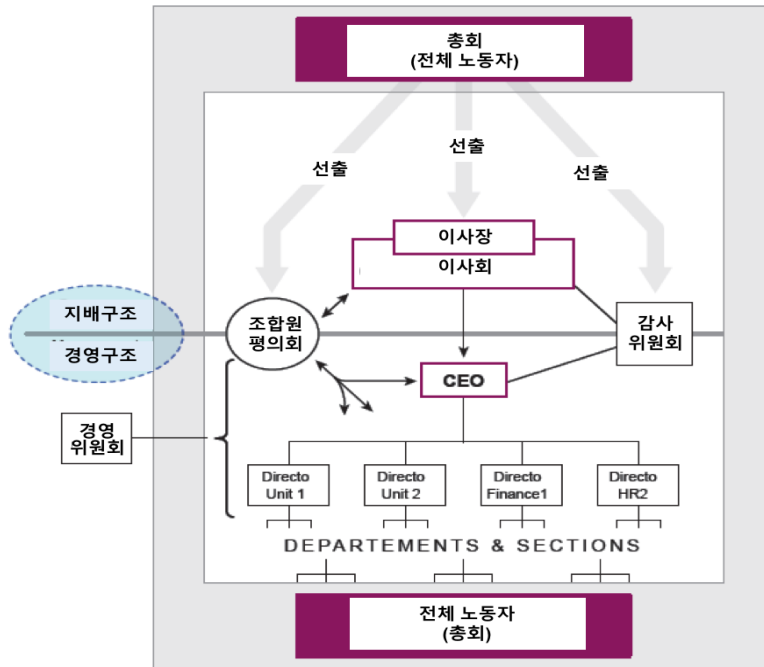 총회
(전체 노동자)
선출
선출
선출
이사장
이사회
지배구조
경영구조
조합원
평의회
감사
위원회
CEO
경영
위원회
Directo
Unit 1
Directo
Unit 2
Directo
Finance1
Directo
HR2
DEPARTEMENTS & SECTIONS
전체 노동자
(총회)